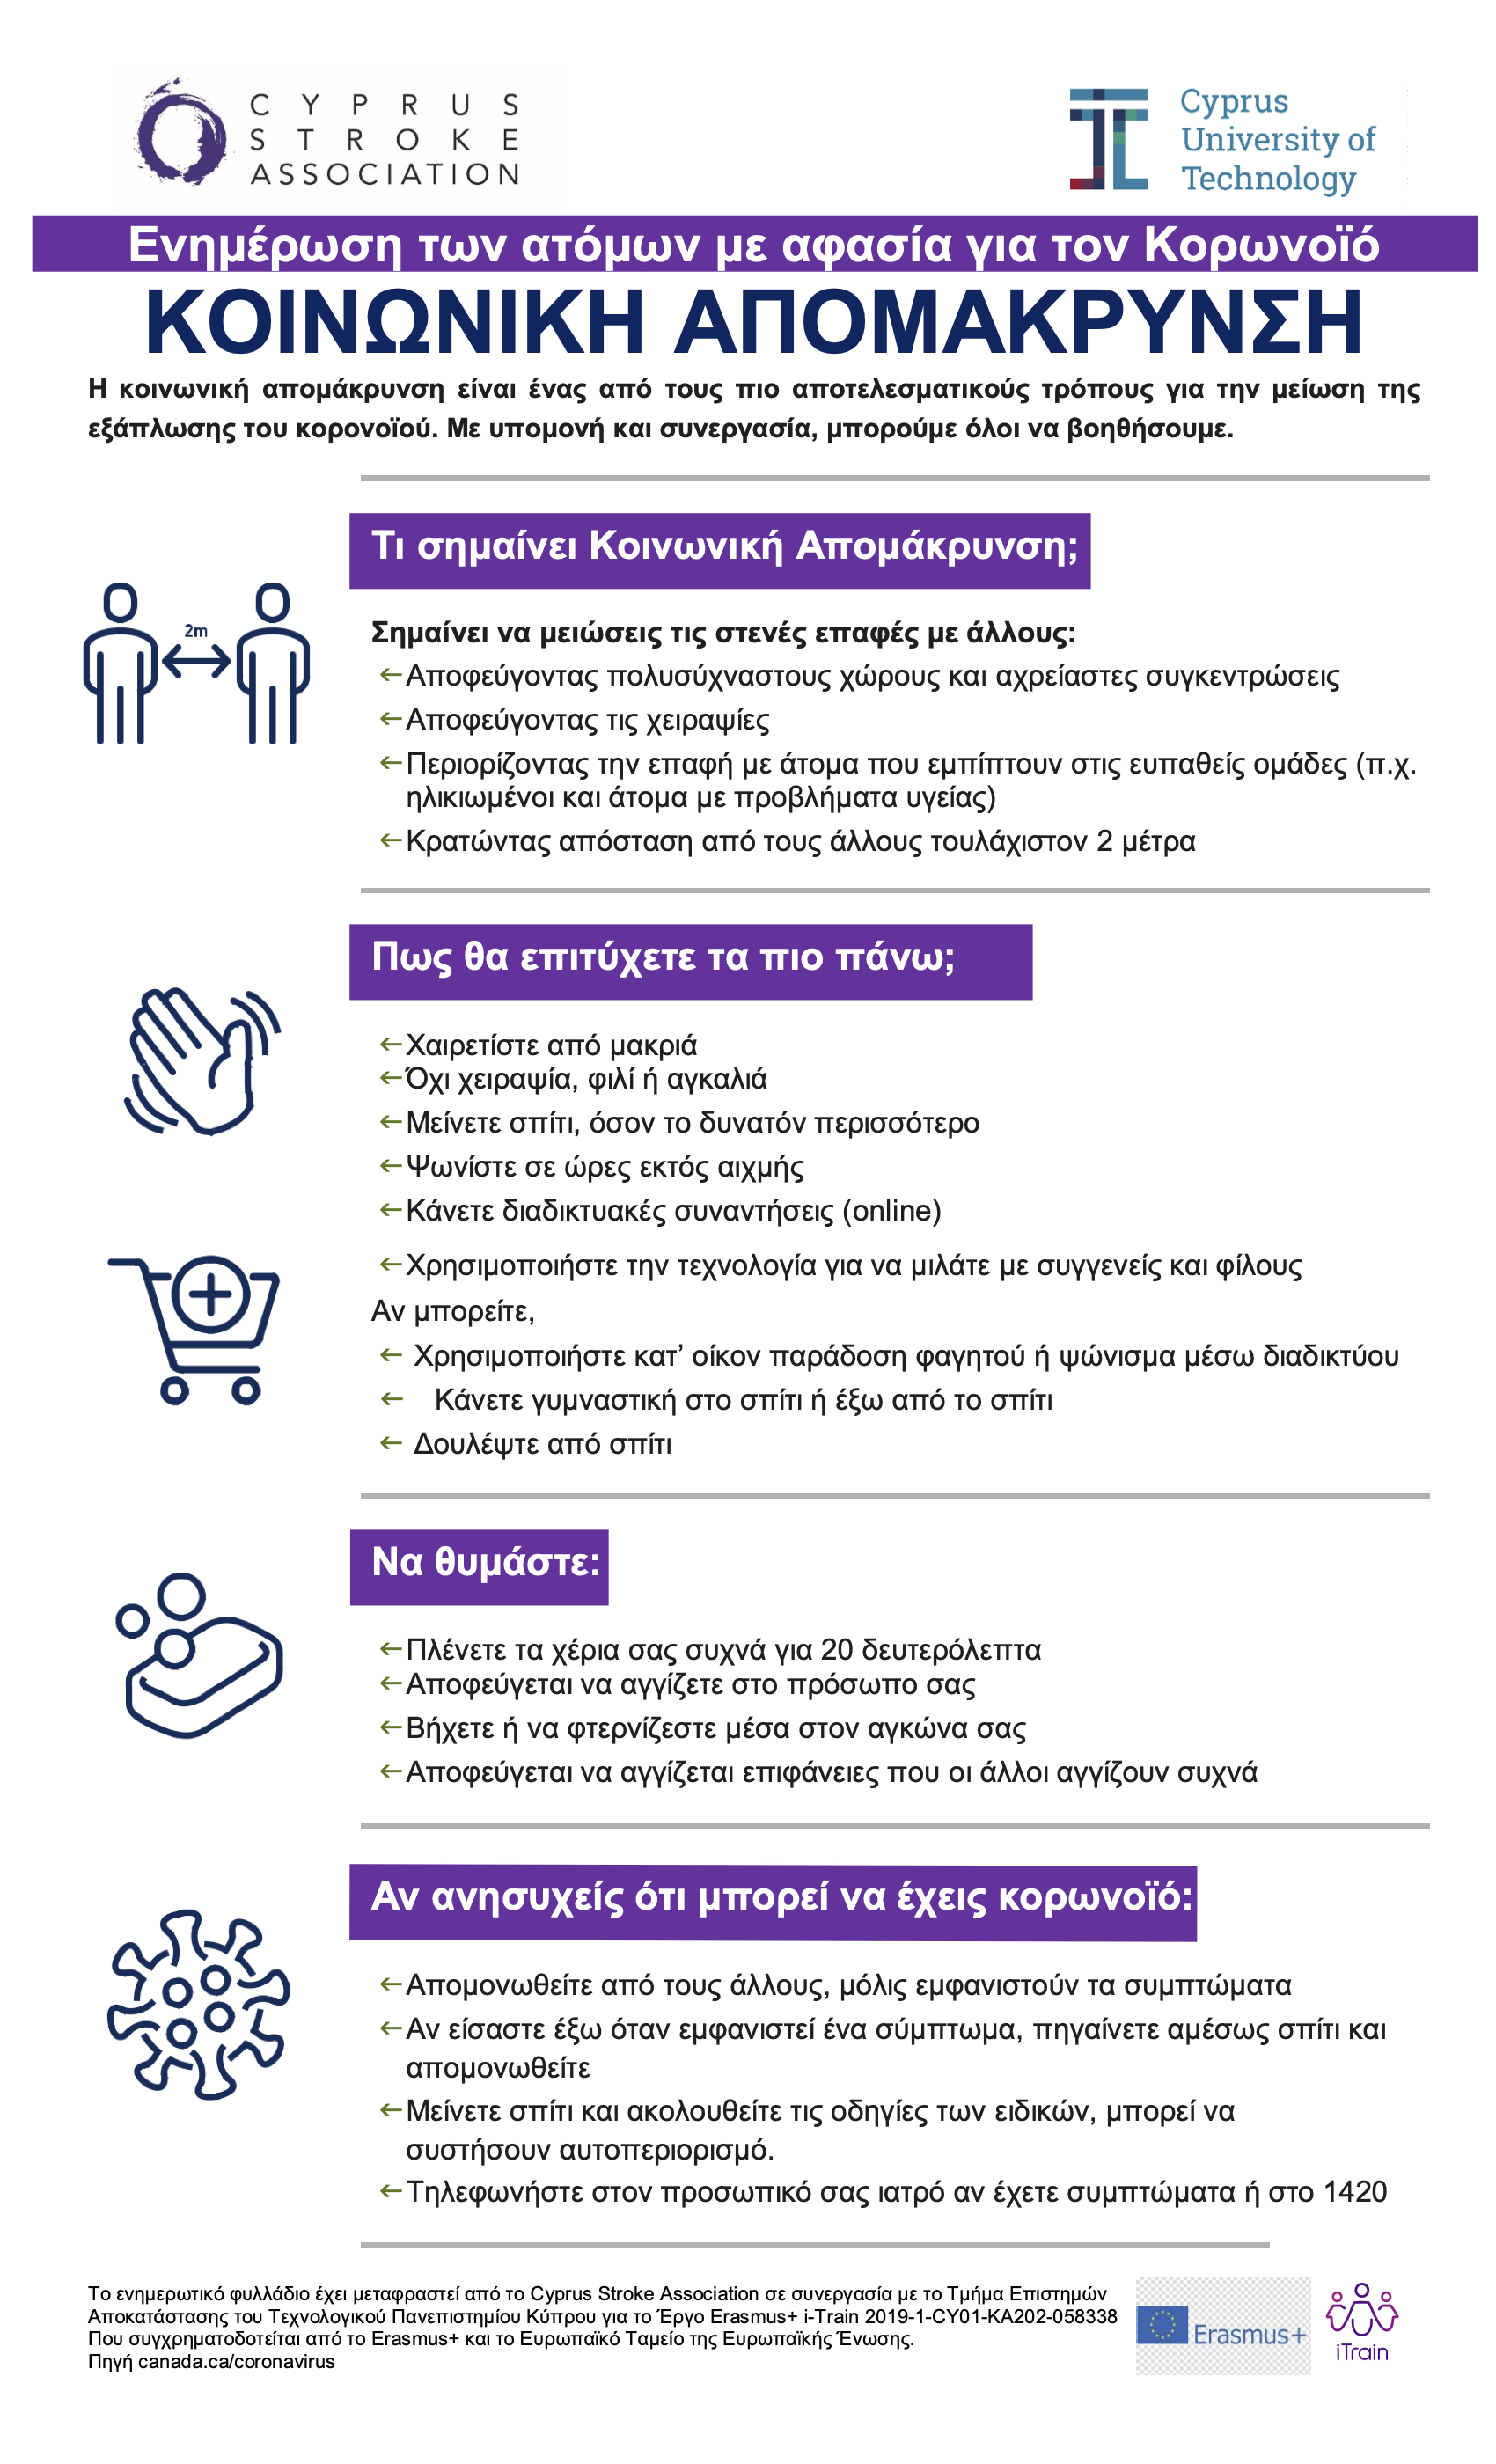 CYPRUS
STROKE
ASSOCIATION
Cyprus
University of
Technology
Ενημέρωση των ατόμων με αφασία για τον Κορωνοϊό
ΚΟΙΝΩΝΙΚΗ ΑΠΟΜΑΚΡΥΝΣΗ
Η κοινωνική απομάκρυνση είναι ένας από τους πιο αποτελεσματικούς τρόπους για την μείωση της
εξάπλωσης του κορονοϊού. Με υπομονή και συνεργασία, μπορούμε όλοι να βοηθήσουμε.
Τι σημαίνει Κοινωνική Απομάκρυνση;
2m
Σημαίνει να μειώσεις τις στενές επαφές με άλλους:
←Αποφεύγοντας πολυσύχναστους χώρους και αχρείαστες συγκεντρώσεις
←Αποφεύγοντας τις χειραψίες
←Περιορίζοντας την επαφή με άτομα που εμπίπτουν στις ευπαθείς ομάδες (π.χ.
ηλικιωμένοι και άτομα με προβλήματα υγείας)
←Κρατώντας απόσταση από τους άλλους τουλάχιστον 2 μέτρα
Πως θα επιτύχετε τα πιο πάνω;
←Χαιρετίστε από μακριά
←Όχι χειραψία, φιλί ή αγκαλιά
←Μείνετε σπίτι, όσον το δυνατόν περισσότερο
←Ψωνίστε σε ώρες εκτός αιχμής
←Κάνετε διαδικτυακές συναντήσεις (online)
←Χρησιμοποιήστε την τεχνολογία για να μιλάτε με συγγενείς και φίλους
Αν μπορείτε,
← Χρησιμοποιήστε κατ’ οίκον παράδοση φαγητού ή ψώνισμα μέσω διαδικτύου
← Κάνετε γυμναστική στο σπίτι ή έξω από το σπίτι
← Δουλέψτε από σπίτι
Να θυμάστε:
←Πλένετε τα χέρια σας συχνά για 20 δευτερόλεπτα
←Αποφεύγεται να αγγίζετε στο πρόσωπο σας
←Βήχετε ή να φτερνίζεστε μέσα στον αγκώνα σας
←Αποφεύγεται να αγγίζεται επιφάνειες που οι άλλοι αγγίζουν συχνά
Αν ανησυχείς ότι μπορεί να έχεις κορωνοϊό:
←Απομονωθείτε από τους άλλους, μόλις εμφανιστούν τα συμπτώματα
←Αν είσαστε έξω όταν εμφανιστεί ένα σύμπτωμα, πηγαίνετε αμέσως σπίτι και
απομονωθείτε
←Μείνετε σπίτι και ακολουθείτε τις οδηγίες των ειδικών, μπορεί να
συστήσουν αυτοπεριορισμό.
←Τηλεφωνήστε στον προσωπικό σας ιατρό αν έχετε συμπτώματα ή στο 1420
Το ενημερωτικό φυλλάδιο έχει μεταφραστεί από το Cyprus Stroke Association σε συνεργασία με το Τμήμα Επιστημών
Αποκατάστασης του Τεχνολογικού Πανεπιστημίου Κύπρου για το Έργο Erasmus+ i-Train 2019-1-CY01-KA202-058338
Που συγχρηματοδοτείται από το Erasmus+ και το Ευρωπαϊκό Ταμείο της Ευρωπαϊκής Ένωσης.
Πηγή canada.ca/coronavirus
Erasmus+
iTrain